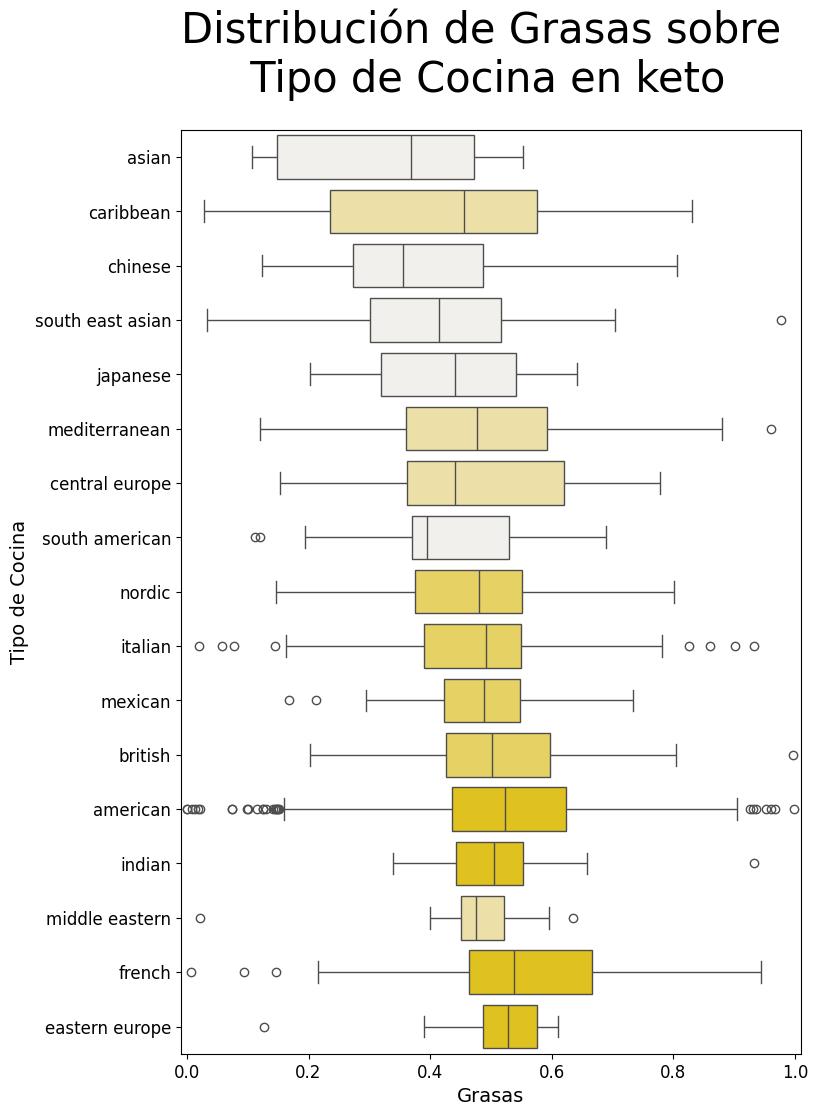 Distribución de Grasas sobre
Tipo de Cocina en keto
asian
caribbean
chinese
south east asian
japanese
mediterranean
central europe
south american
nordic
italian
mexican
british
american
indian
middle eastern
french
eastern europe
Tipo de Cocina
0.0 0.2 0.4 0.6 0.8 1.0
Grasas